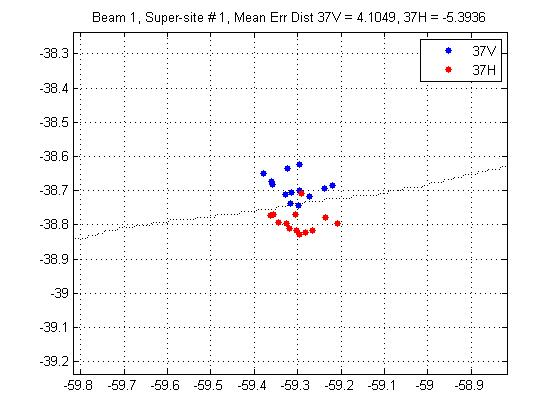 Beam 1, Super-site # 1, Mean Err Dist 37V = 4.1049, 37H = -5.3936
37V
37H
-38.3
-38.4
-38.5
-38.6
-38.7
-38.8
-38.9
-39
-39.1
-39.2
-59.8 -59.7 -59.6 -59.5 -59.4 -59.3 -59.2 -59.1 -59 -58.9